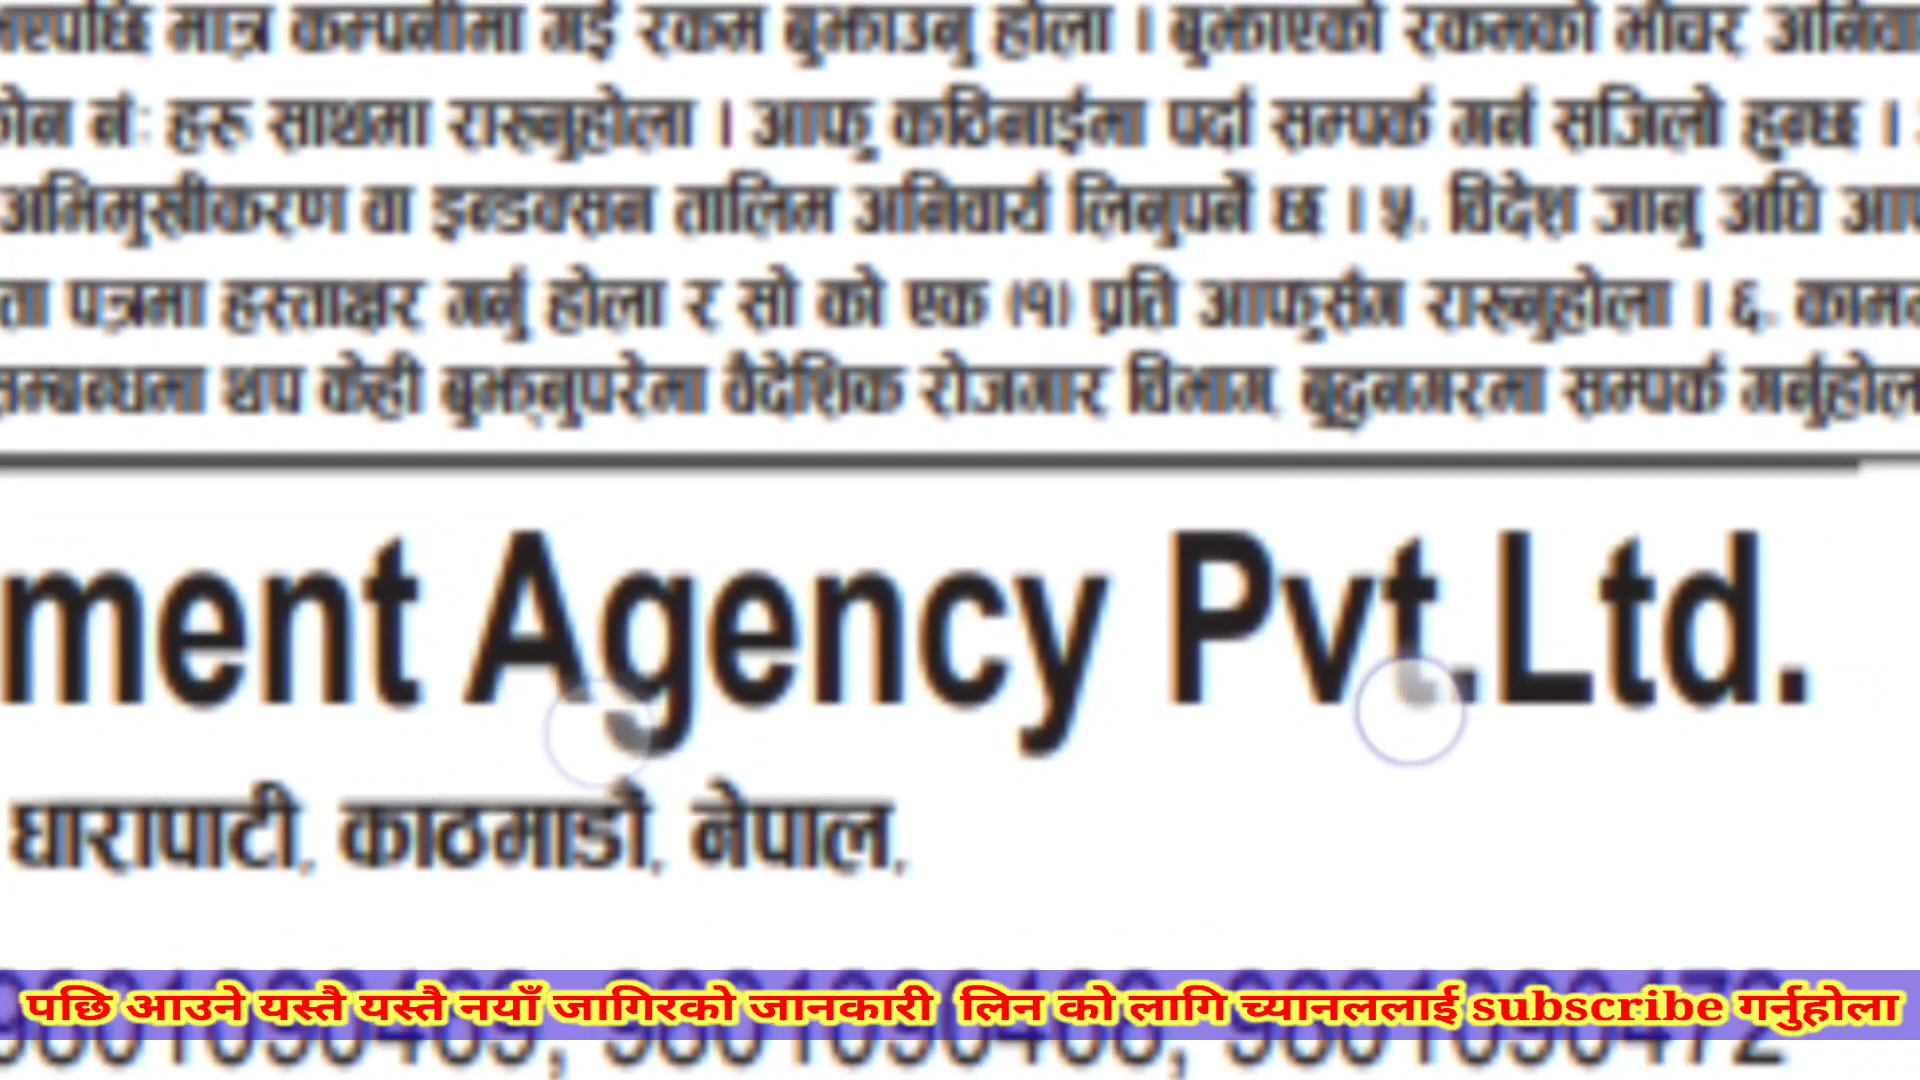 मात्र कम्पनीमा गई रकम बुझाउनु होला । बुझाएको रकमको भौचर
नंः हरु साथमा राख्नुहोला । आफु कठिनाईमा पर्दा सम्पर्क गर्न सजिलो हुन्छ ।
अभिमुखीकरण वा इन्डक्सन तालिम अनिवार्य लिनुपर्ने छ । ५. विदेश जानु अघि
पत्रमा हस्ताक्षर गर्नु होला र सो को एक (१) प्रति आफुसँग राख्नुहोला । ६.
सम्बन्धमा थप केही बुझ्नुपरेमा वैदेशिक रोजगार विभाग, बुद्धनगरमा सम्पर्क गर्नुहोल
ment Agency Pvt.Ltd.
धारापाटी, काठमाडौं, नेपाल,
पछि आउने यस्तै यस्तै नयाँ जागिरको जानकारी लिन को लागि च्यानललाई subscribe गर्नुहोला